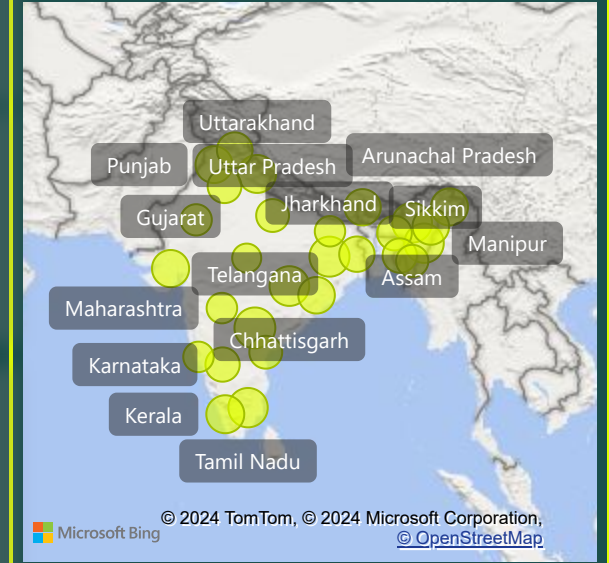 Uttarakhand
Arunachal Pradesh
Punjab
Uttar Pradesh
Jharkhand
Sikkim
Gujarat
Manipur
Telangana
Assam
Maharashtra
Chhattisgarh
Karnataka
Kerala
Tamil Nadu
© 2024 TomTom, © 2024 Microsoft Corporation,
Microsoft Bing
© OpenStreetMap